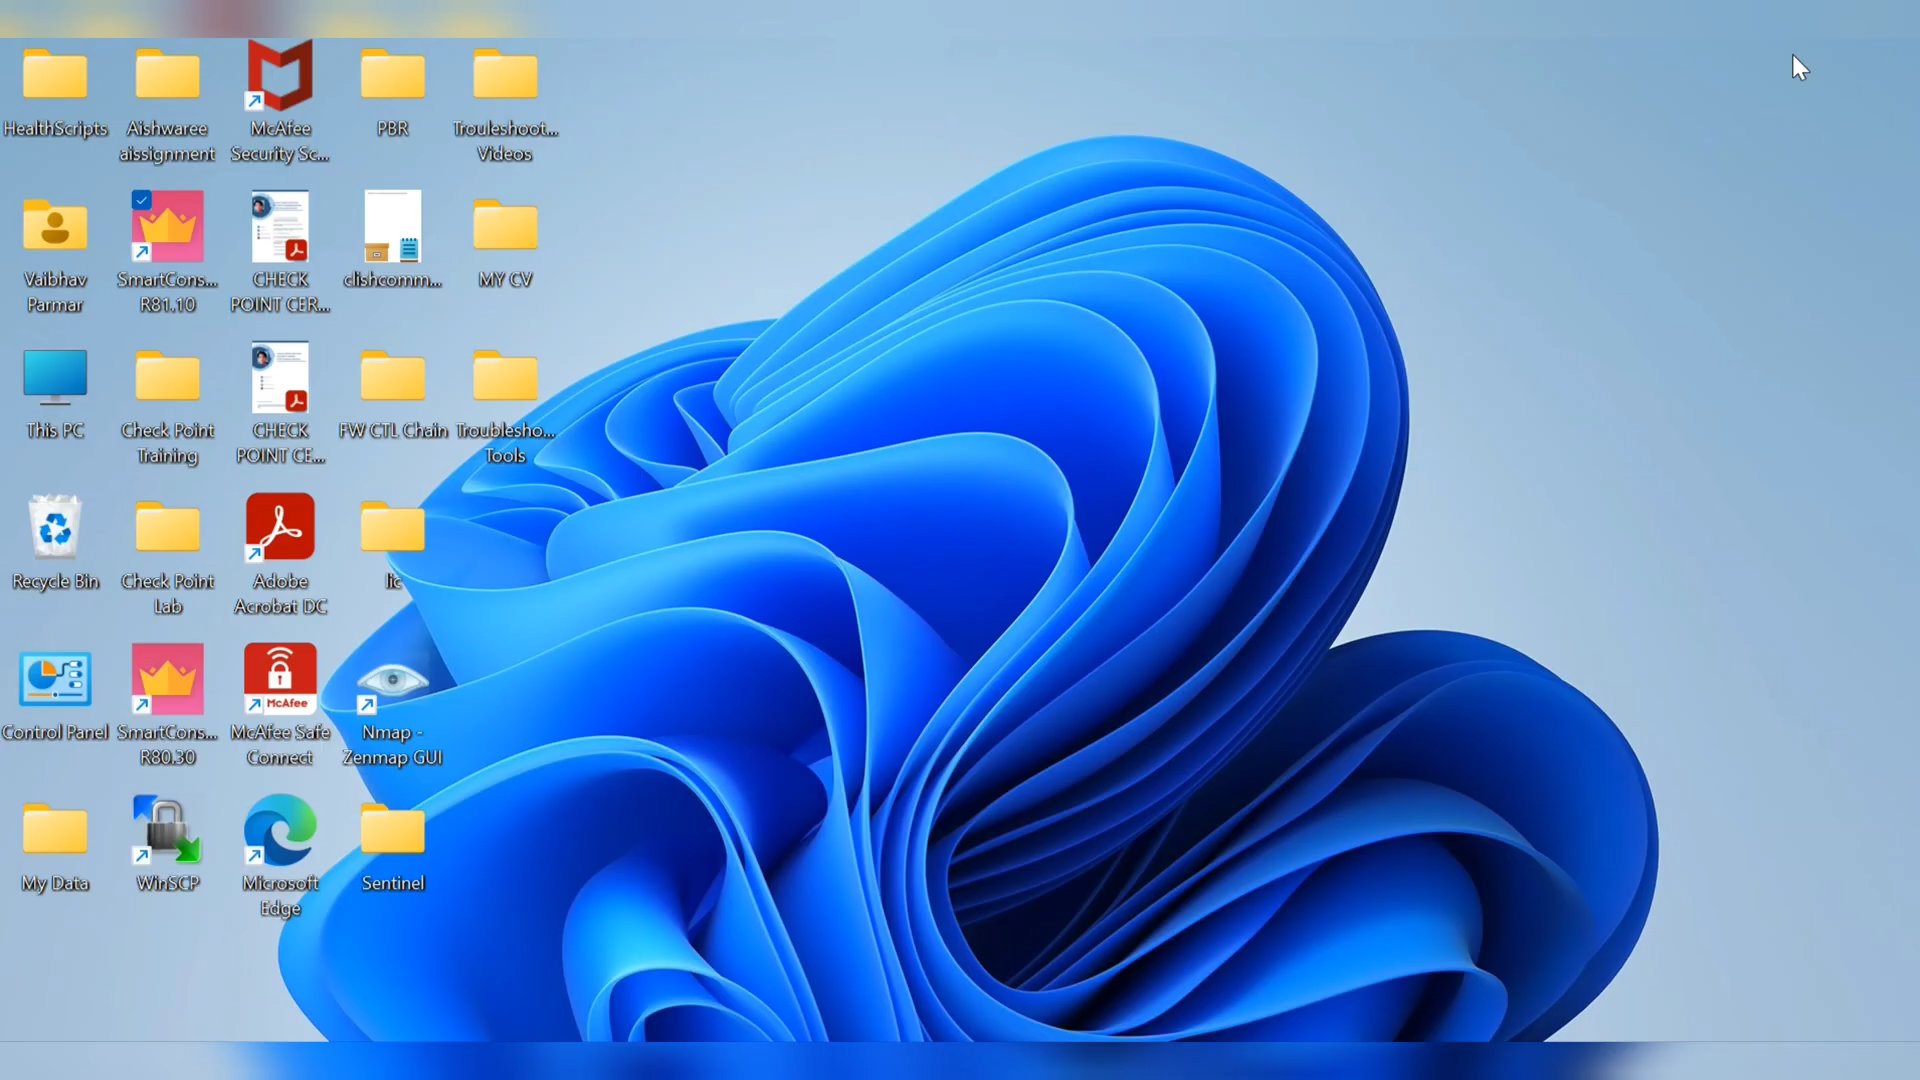 HealthScripts
Aishwaree
aissignment
McAfee
Security Sc...
PBR
Trouleshoot...
Videos
Vaibhav
Parmar
SmartCons...
R81.10
CHECK
POINT CER...
clishcomm...
MY CV
This PC
Check Point
Training
CHECK
POINT CE...
FW CTL Chain
Troublesho...
Tools
Recycle Bin
Check Point
Lab
Adobe
Acrobat DC
lic
Control Panel
SmartCons...
R80.30
McAfee
McAfee Safe
Connect
Nmap -
Zenmap GUI
My Data
WinSCP
Microsoft
Edge
Sentinel